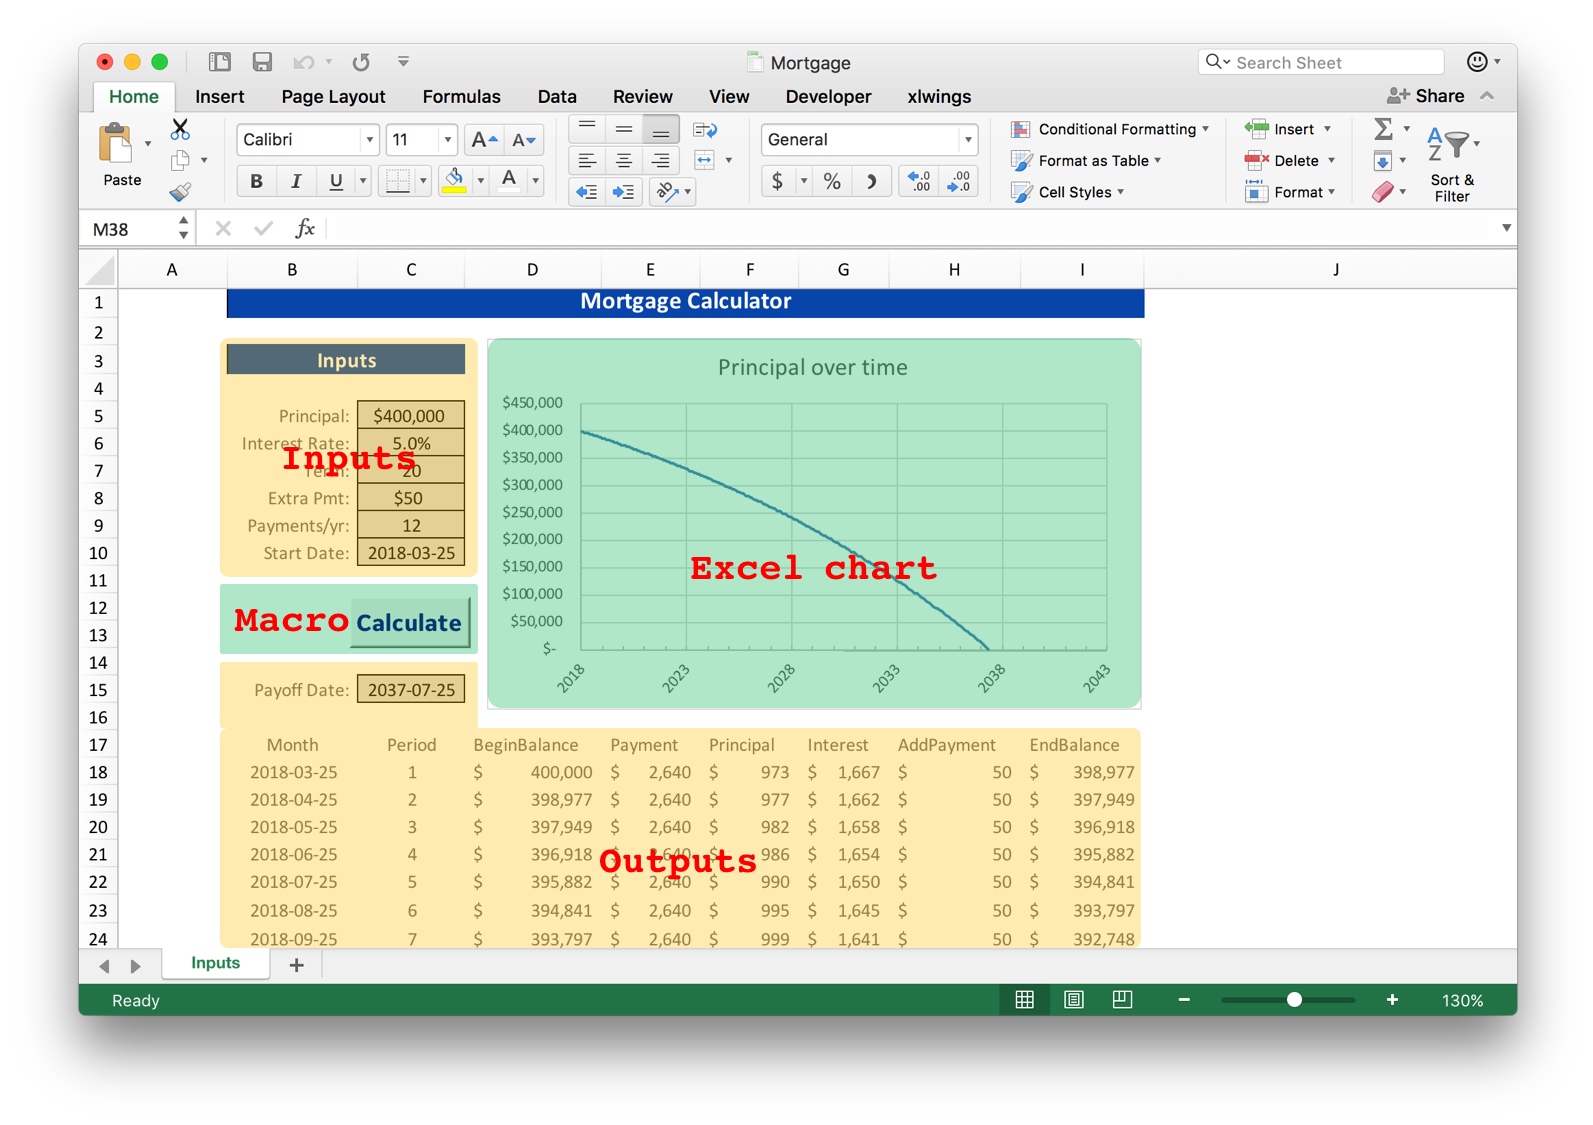 Mortgage
Search Sheet
Home Insert Page Layout Formulas Data Review View Developer xlwings Share
Paste
Calibri 11 A A
B I U A
General
$ % .0 .00 .00 .0
Conditional Formatting
Format as Table
Cell Styles
Insert
Delete
Format
A Z
Sort &
Filter
M38 fx
A B C D E F G H I J
1 Mortgage Calculator
2
3 Inputs
4
5 Principal: $400,000
6 Interest Rate: 5.0%
Inputs
7 Term: 20
8 Extra Pmt: $50
9 Payments/yr: 12
10 Start Date: 2018-03-25
11
12
Macro Calculate
13
14
15 Payoff Date: 2037-07-25
16
Principal over time
$450,000
$400,000
$350,000
$300,000
$250,000
$200,000
$150,000
$100,000
$50,000
$-
2018 2023 2028 2033 2038 2043
Excel chart
17 Month Period BeginBalance Payment Principal Interest AddPayment EndBalance
18 2018-03-25 1 $ 400,000 $ 2,640 $ 973 $ 1,667 $ 50 $ 398,977
19 2018-04-25 2 $ 398,977 $ 2,640 $ 977 $ 1,662 $ 50 $ 397,949
20 2018-05-25 3 $ 397,949 $ 2,640 $ 982 $ 1,658 $ 50 $ 396,918
21 2018-06-25 4 $ 396,918 $ 2,640 $ 986 $ 1,654 $ 50 $ 395,882
Outputs
22 2018-07-25 5 $ 395,882 $ 2,640 $ 990 $ 1,650 $ 50 $ 394,841
23 2018-08-25 6 $ 394,841 $ 2,640 $ 995 $ 1,645 $ 50 $ 393,797
24 2018-09-25 7 $ 393,797 $ 2,640 $ 999 $ 1,641 $ 50 $ 392,748
Inputs +
Ready 130%